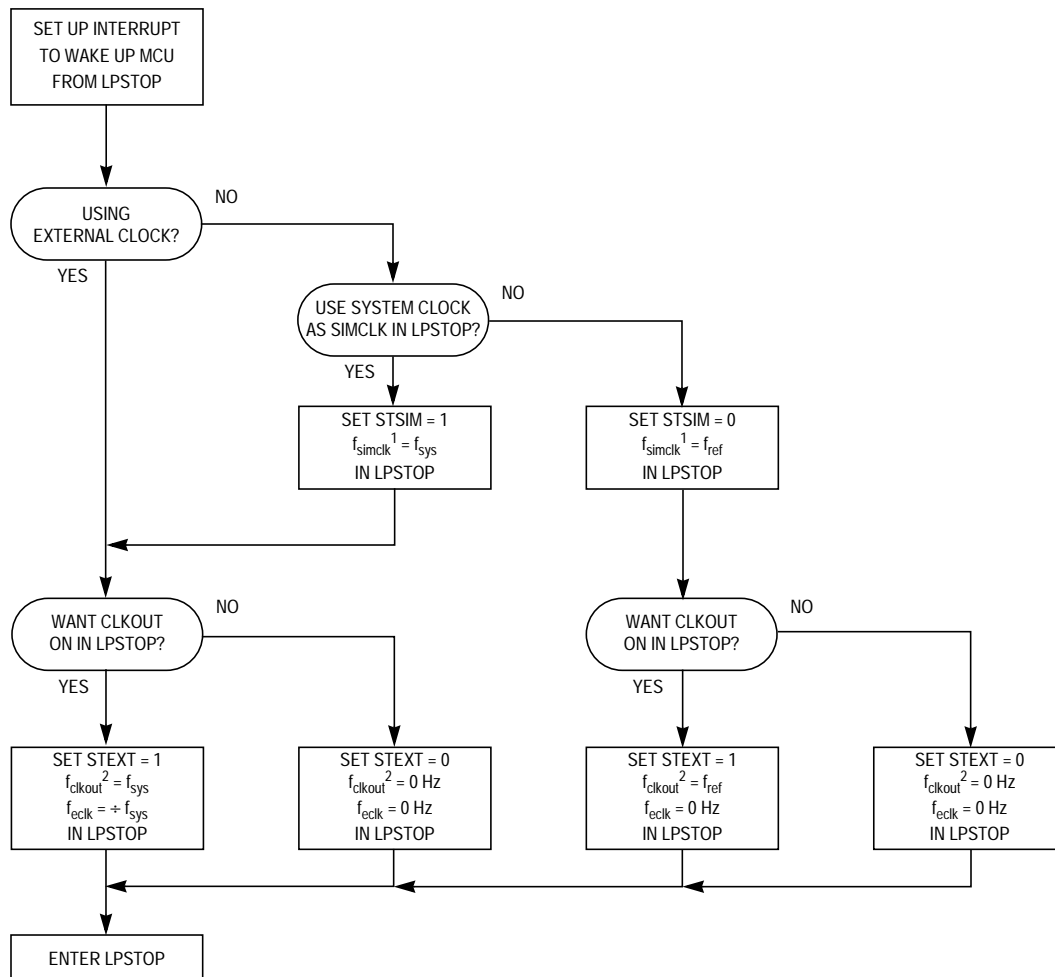 SET UP INTERRUPT
TO WAKE UP MCU
FROM LPSTOP
NO
USING
EXTERNAL CLOCK?
YES
NO
USE SYSTEM CLOCK
AS SIMCLK IN LPSTOP?
YES
SET STSIM = 1
fsimclk1 = fsys
IN LPSTOP
SET STSIM = 0
fsimclk1 = fref
IN LPSTOP
NO
WANT CLKOUT
ON IN LPSTOP?
YES
NO
WANT CLKOUT
ON IN LPSTOP?
YES
SET STEXT = 1
fclkout2 = fsys
feclk = ÷ fsys
IN LPSTOP
SET STEXT = 0
fclkout2 = 0 Hz
feclk = 0 Hz
IN LPSTOP
SET STEXT = 1
fclkout2 = fref
feclk = 0 Hz
IN LPSTOP
SET STEXT = 0
fclkout2 = 0 Hz
feclk = 0 Hz
IN LPSTOP
ENTER LPSTOP